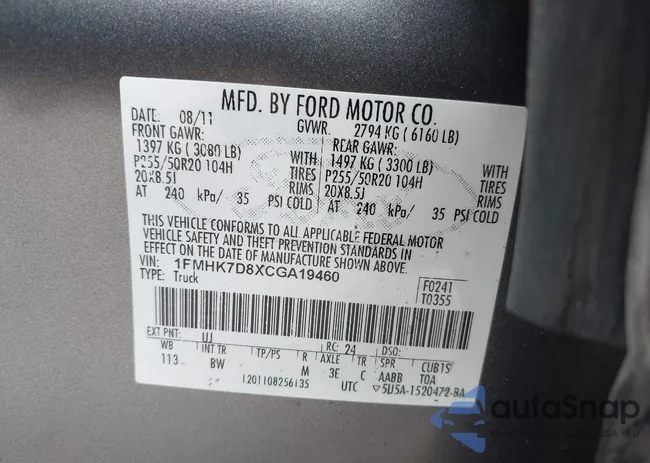 MFD. BY FORD MOTOR CO.
DATE: 08/11 GVWR: 2794 KG ( 6160 LB)
FRONT GAWR: REAR GAWR:
1397 KG ( 3080 LB) WITH 1497 KG ( 3300 LB) WITH
P255/50R20 104H TIRES P255/50R20 104H TIRES
20X8.5J RIMS 20X8.5J RIMS
AT 240 kPa/ 35 PSI COLD AT 240 kPa/ 35 PSI COLD
THIS VEHICLE CONFORMS TO ALL APPLICABLE FEDERAL MOTOR
VEHICLE SAFETY AND THEFT PREVENTION STANDARDS IN
EFFECT ON THE DATE OF MANUFACTURE SHOWN ABOVE.
VIN: 1FMHK7D8XCGA19460
TYPE: Truck
F0241
T0355
EXT PNT: UJ RC: 24 DSO:
WB INT TR TP/PS R AXLE TR SPR CUB1S
113 BW M 3E C AABB TOA
1201108256135 UTC 5U5A-1520472-BA
autoSnap